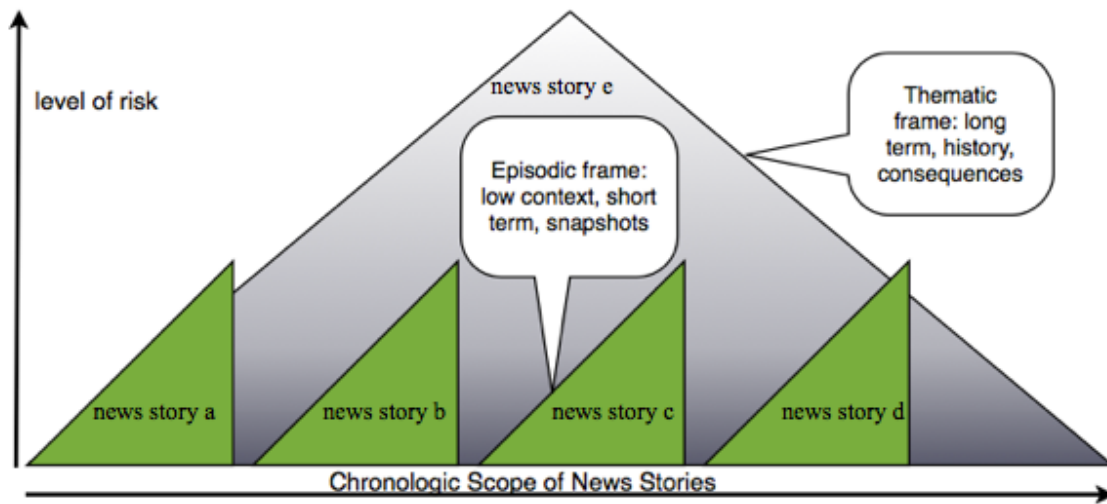 news story e
level of risk
Thematic
frame: long
term, history,
consequences
Episodic frame:
low context, short
term, snapshots
news story a
news story b
news story c
news story d
Chronologic Scope of News Stories